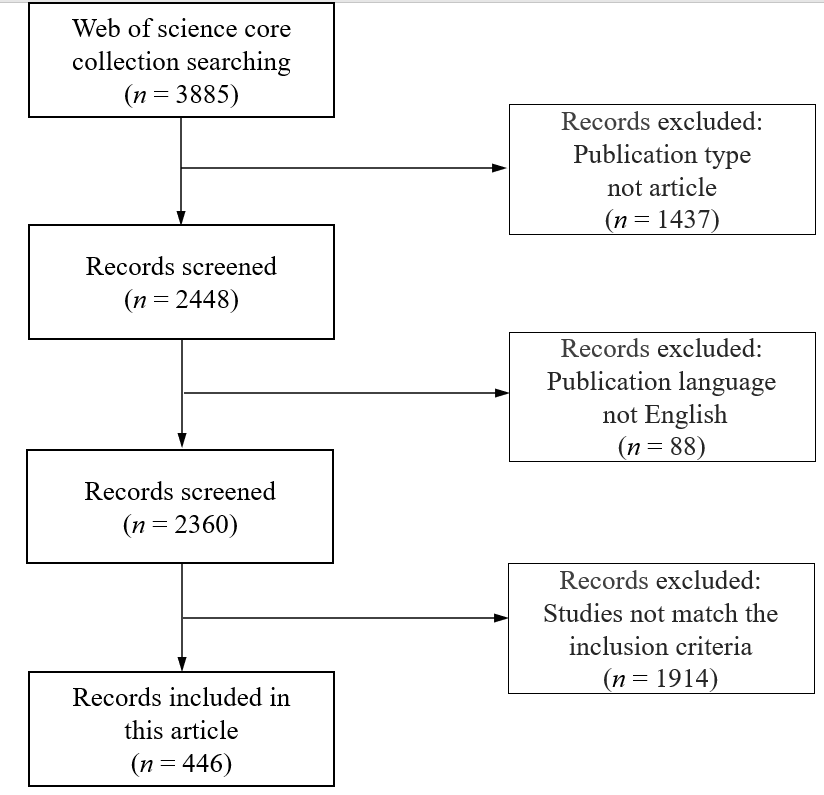 Web of science core
collection searching
(n = 3885)
Records excluded:
Publication type
not article
(n = 1437)
Records screened
(n = 2448)
Records excluded:
Publication language
not English
(n = 88)
Records screened
(n = 2360)
Records excluded:
Studies not match the
inclusion criteria
(n = 1914)
Records included in
this article
(n = 446)